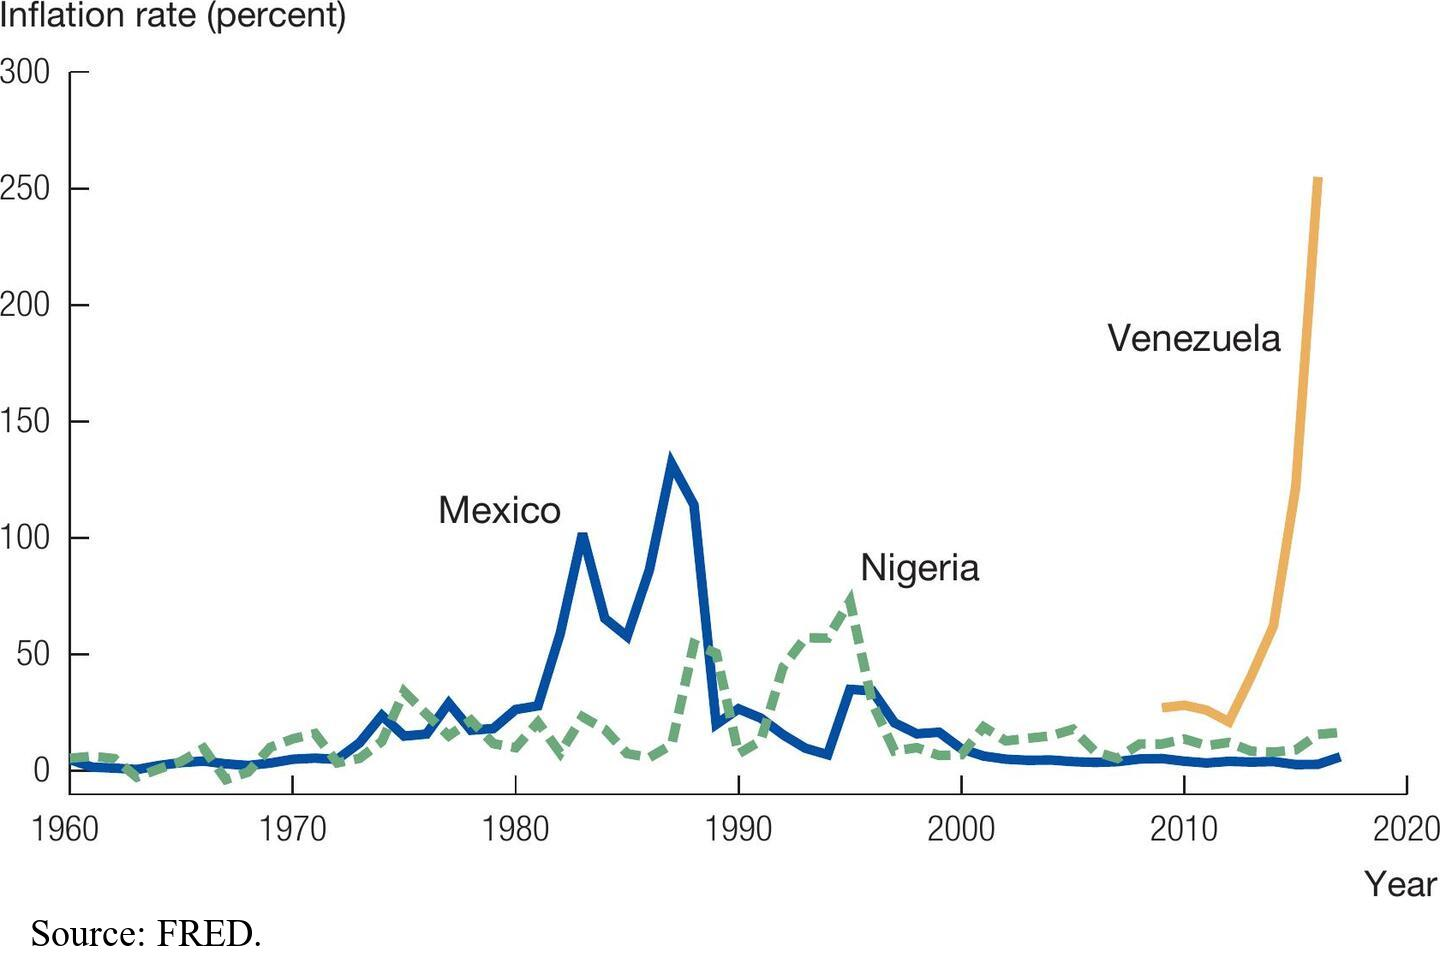 Inflation rate (percent)
300
250
200
150
100
50
0
Venezuela
Mexico
Nigeria
1960 1970 1980 1990 2000 2010 2020
Year
Source: FRED.